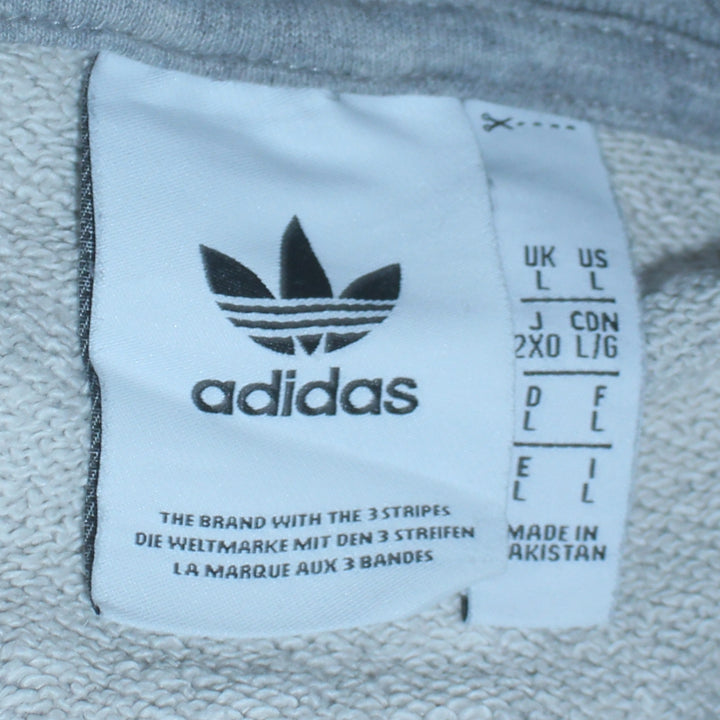 adidas
THE BRAND WITH THE 3 STRIPES
DIE WELTMARKE MIT DEN 3 STREIFEN
LA MARQUE AUX 3 BANDES
UK US
L L
J CDN
2XO L/G
D F
L L
E I
L L
MADE IN
AKISTAN